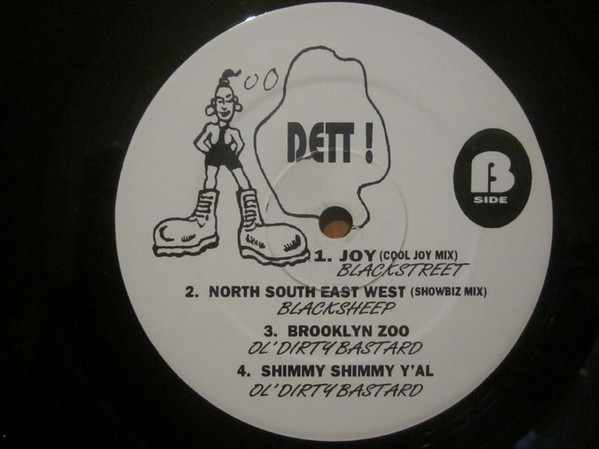 DETT !
B
SIDE
1. JOY (COOL JOY MIX)
BLACKSTREET
2. NORTH SOUTH EAST WEST (SHOWBIZ MIX)
BLACKSHEEP
3. BROOKLYN ZOO
OL' DIRTY BASTARD
4. SHIMMY SHIMMY Y'AL
OL' DIRTY BASTARD